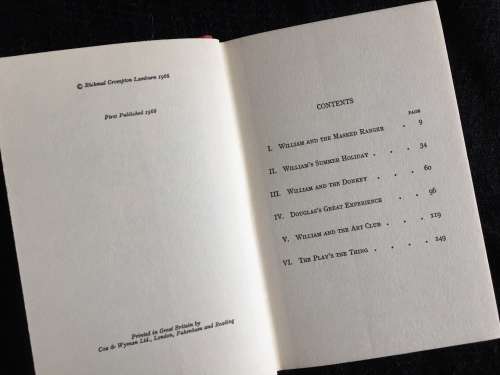 © Richmal Crompton Lamburn 1966
First Published 1966
Printed in Great Britain by
Cox & Wyman Ltd., London, Fakenham and Reading
CONTENTS
PAGE
I. WILLIAM AND THE MASKED RANGER . 9
II. WILLIAM'S SUMMER HOLIDAY . . . 34
III. WILLIAM AND THE DONKEY . . . 60
IV. DOUGLAS'S GREAT EXPERIENCE . . 96
V. WILLIAM AND THE ART CLUB . . . 119
VI. THE PLAY'S THE THING . . . . 149